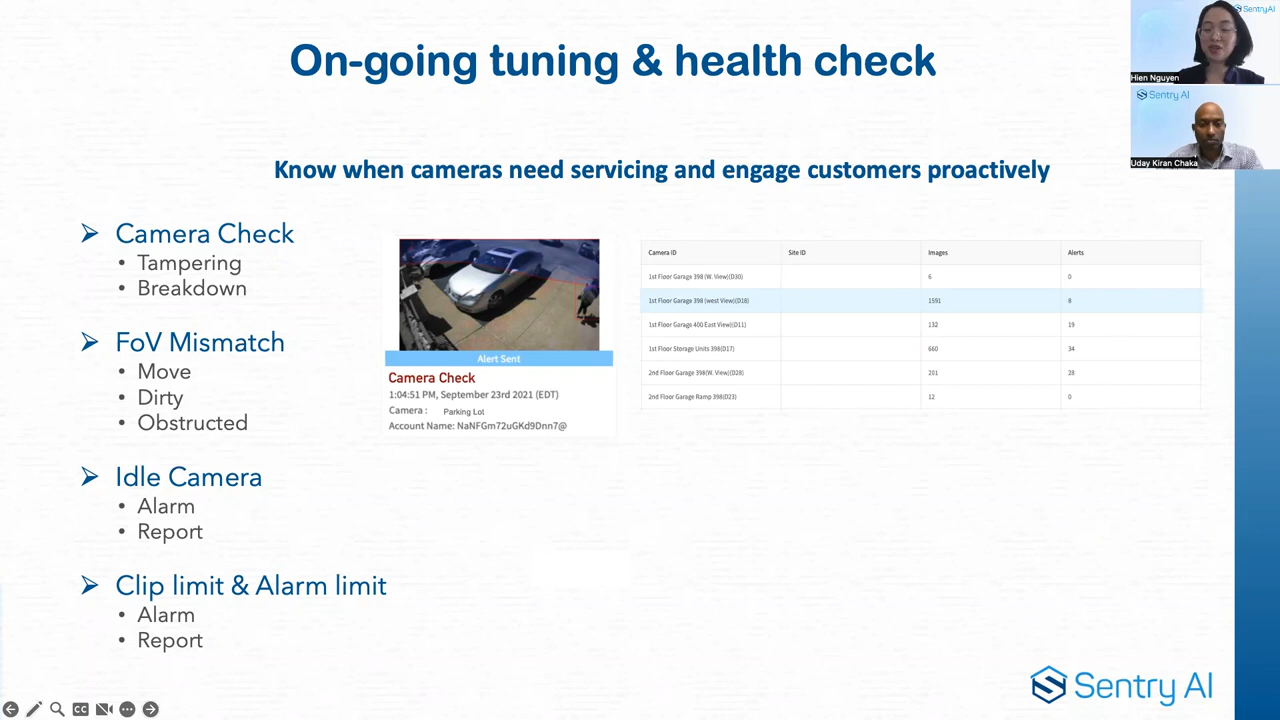 On-going tuning & health check
Know when cameras need servicing and engage customers proactively
Camera Check
• Tampering
• Breakdown
FoV Mismatch
• Move
• Dirty
• Obstructed
Idle Camera
• Alarm
• Report
Clip limit & Alarm limit
• Alarm
• Report
Alert Sent
Camera Check
1:04:51 PM, September 23rd 2021 (EDT)
Camera : Parking Lot
Account Name: NaNFGm72uGKd9Dnn7@
Camera ID Site ID Images Alerts
1st Floor Garage 398 (W. View)(D30) 6 0
1st Floor Garage 398 (west View)(D16) 1591 8
1st Floor Garage 400 East View)(D11) 132 19
1st Floor Storage Units 398(D17) 660 34
2nd Floor Garage 398(W. View)(D28) 201 28
2nd Floor Garage Ramp 398(D23) 12 0
SentryAI
Hien Nguyen
Sentry AI
Uday Kiran Chaka
Sentry AI
CC